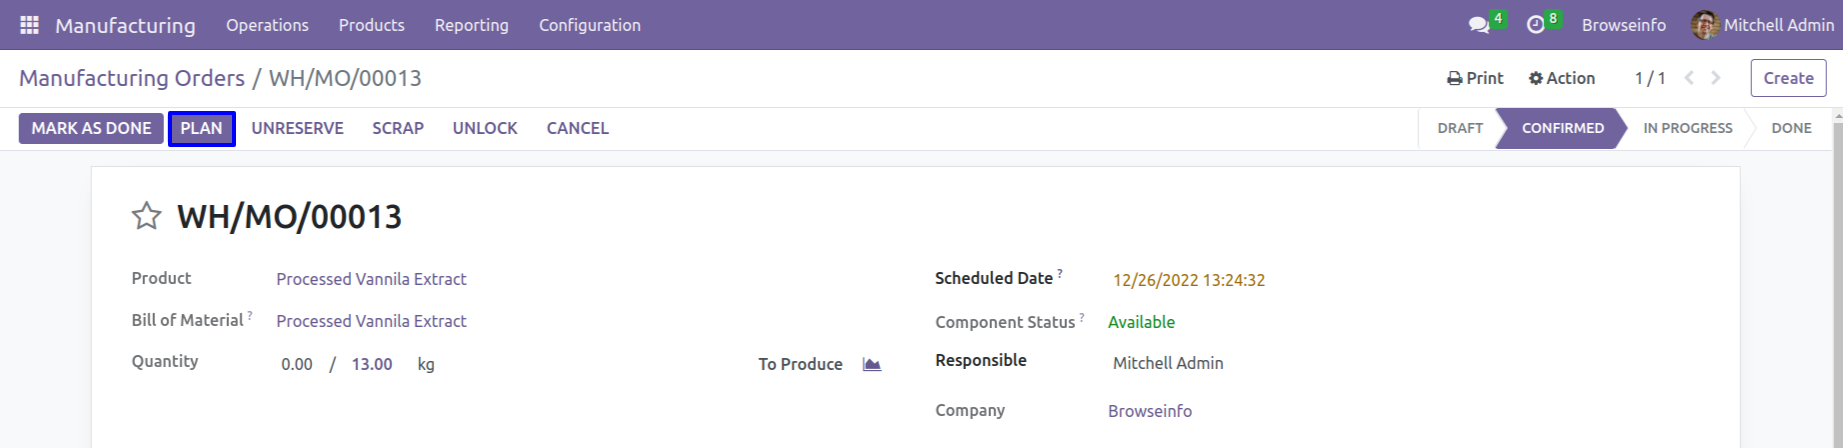 Manufacturing Operations Products Reporting Configuration 4 8 Browseinfo Mitchell Admin
Manufacturing Orders / WH/MO/00013 Print Action 1 / 1 Create
MARK AS DONE PLAN UNRESERVE SCRAP UNLOCK CANCEL DRAFT CONFIRMED IN PROGRESS DONE
WH/MO/00013
Product Processed Vannila Extract Scheduled Date ? 12/26/2022 13:24:32
Bill of Material ? Processed Vannila Extract Component Status ? Available
Quantity 0.00 / 13.00 kg To Produce Responsible Mitchell Admin
Company Browseinfo